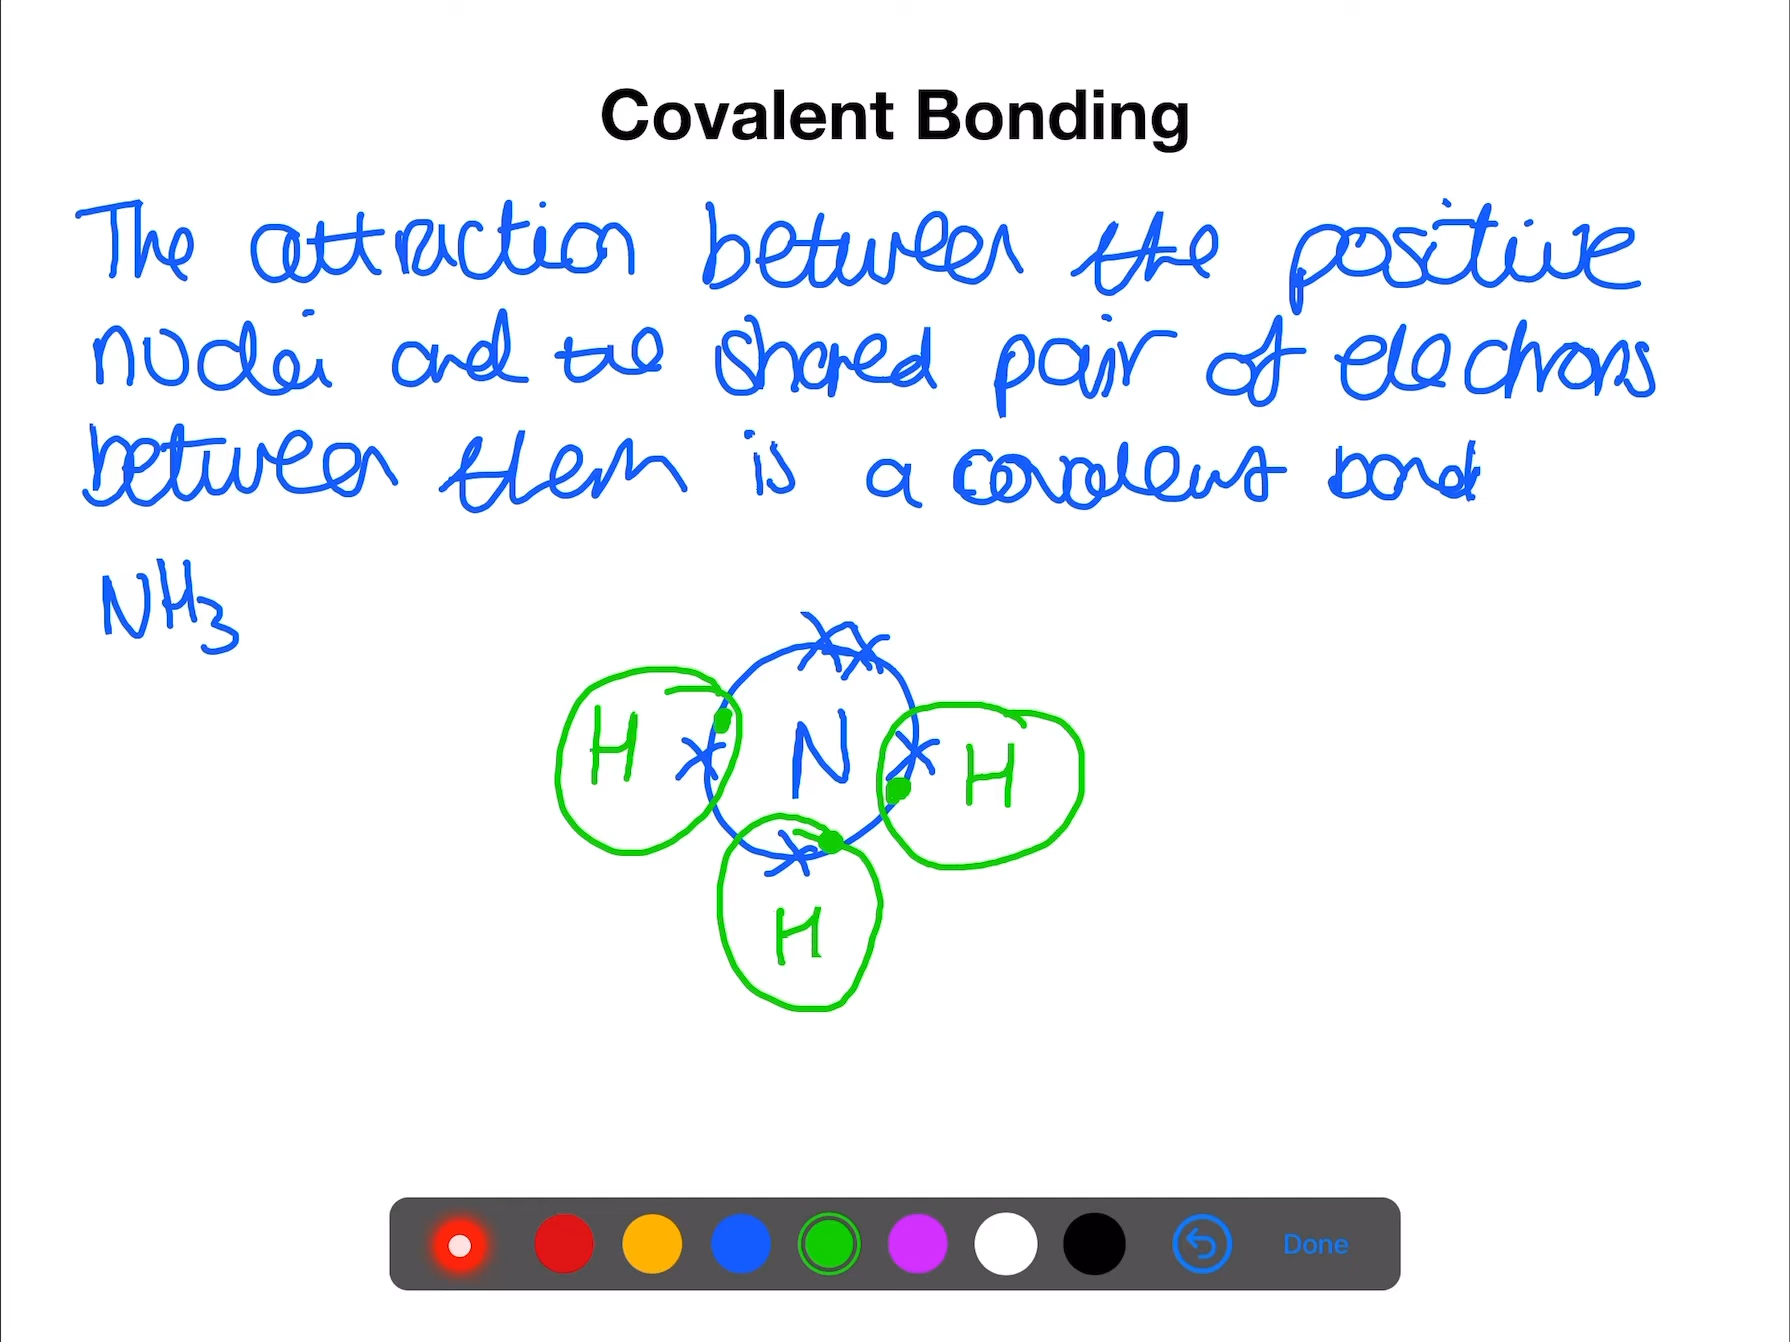 Covalent Bonding
The attraction between the positive
nuclei and the shared pair of electrons
between them is a covalent bond
NH₃
H N H
H
Done